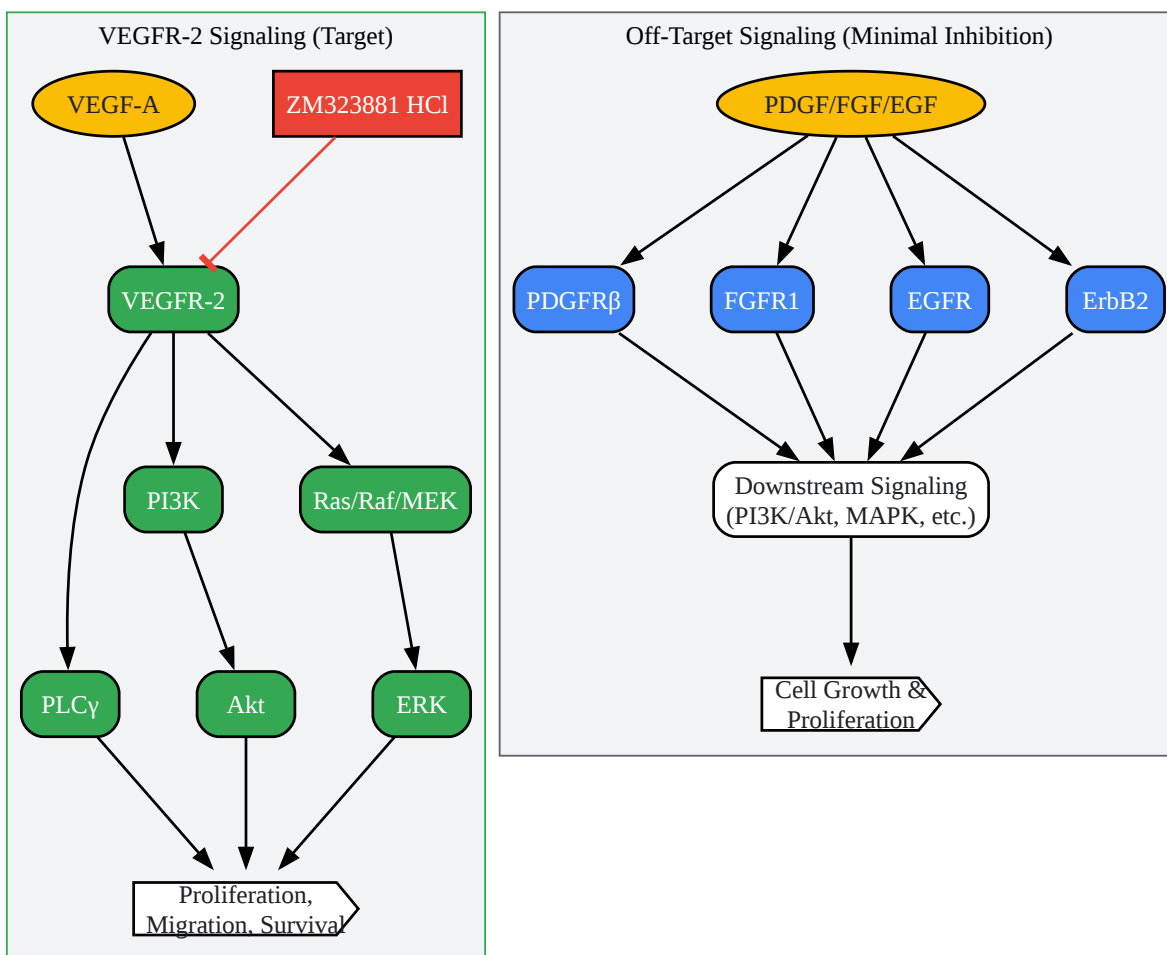 VEGFR-2 Signaling (Target)
VEGF-A
ZM323881 HCl
VEGFR-2
PI3K
Ras/Raf/MEK
PLCγ
Akt
ERK
Proliferation,
Migration, Survival
Off-Target Signaling (Minimal Inhibition)
PDGF/FGF/EGF
PDGFRβ
FGFR1
EGFR
ErbB2
Downstream Signaling
(PI3K/Akt, MAPK, etc.)
Cell Growth &
Proliferation